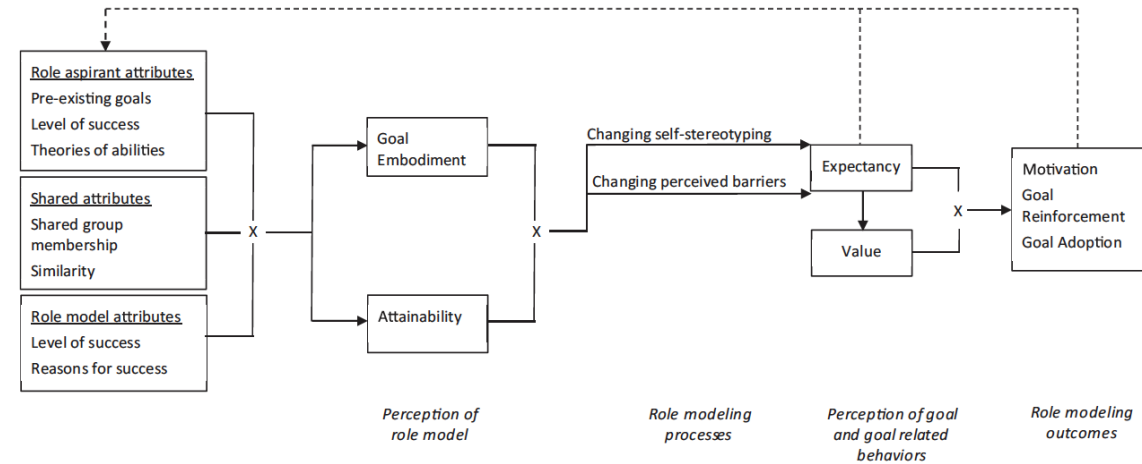 Role aspirant attributes
Pre-existing goals
Level of success
Theories of abilities
Shared attributes
Shared group
membership
Similarity
Role model attributes
Level of success
Reasons for success
X
Goal
Embodiment
Attainability
X
Changing self-stereotyping
Changing perceived barriers
Expectancy
Value
X
Motivation
Goal
Reinforcement
Goal Adoption
Perception of
role model
Role modeling
processes
Perception of goal
and goal related
behaviors
Role modeling
outcomes